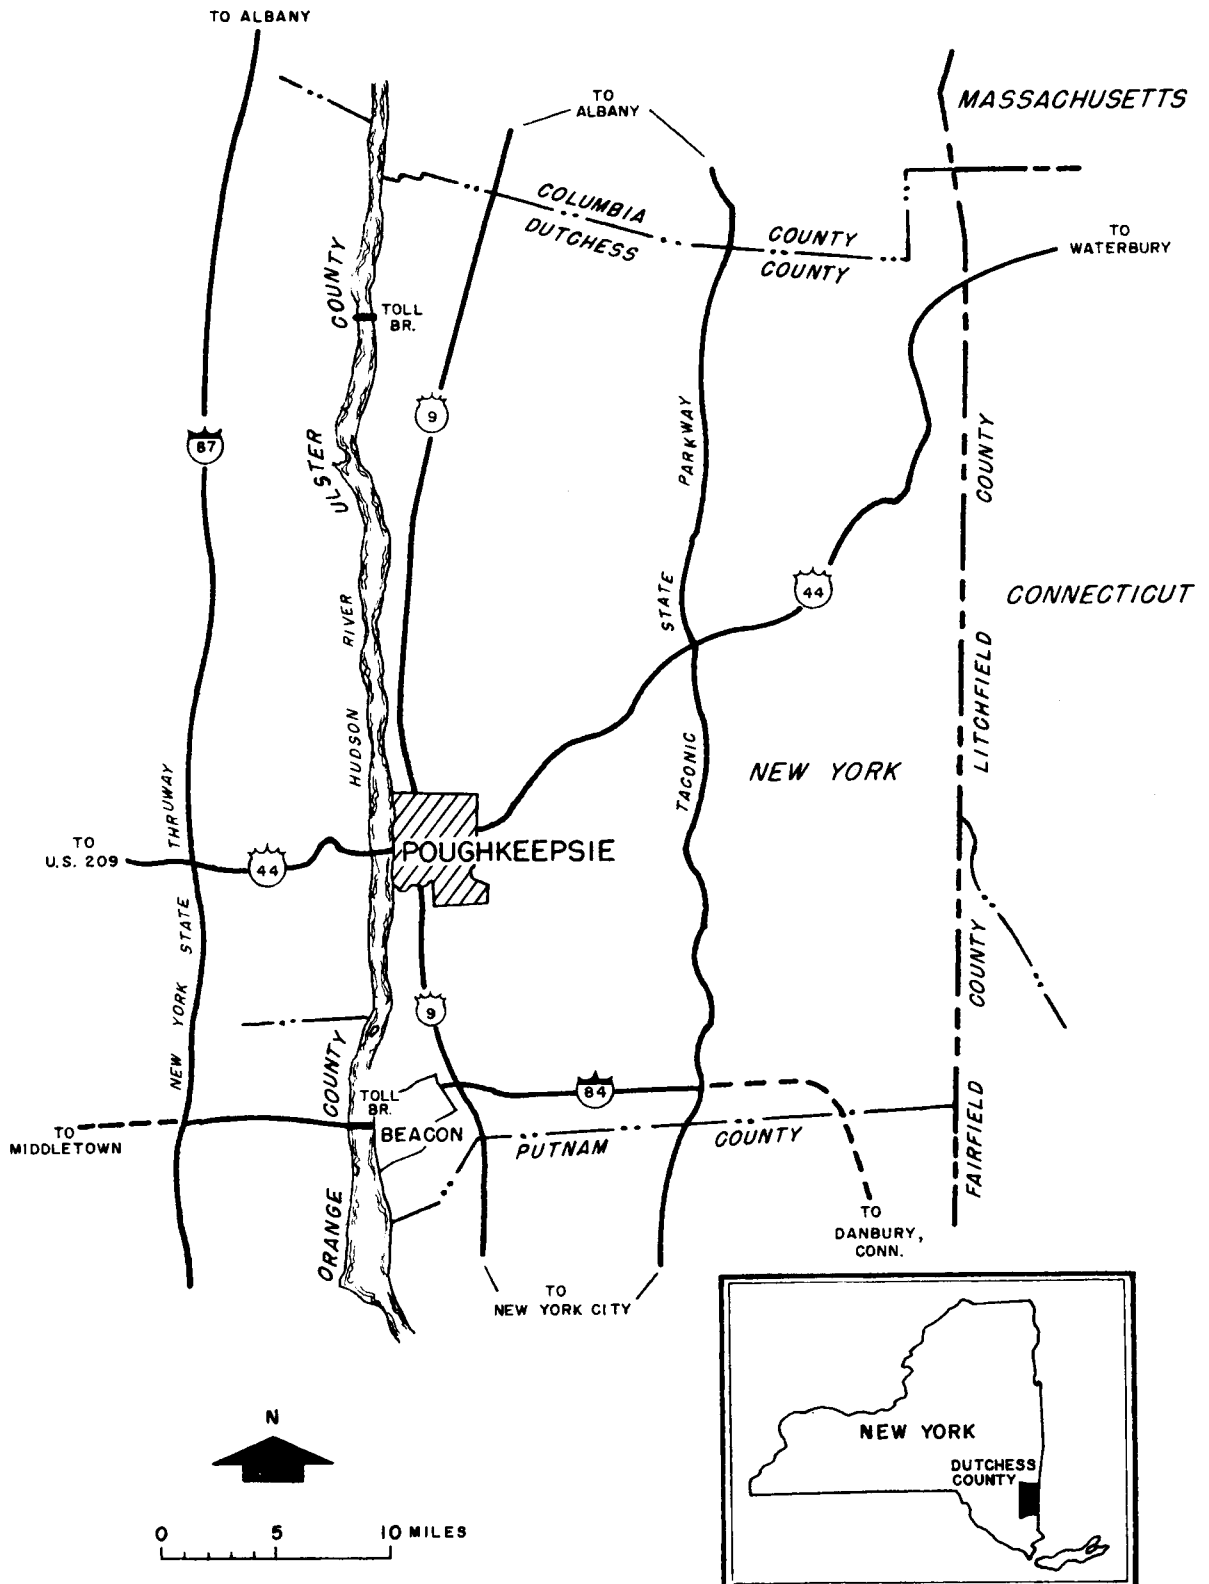 TO ALBANY
TO
ALBANY
MASSACHUSETTS
COLUMBIA
DUTCHESS
COUNTY
COUNTY
TO
WATERBURY
ULSTER COUNTY
TOLL
BR.
9
87
44
HUDSON RIVER
TACONIC STATE PARKWAY
LITCHFIELD COUNTY
CONNECTICUT
NEW YORK
NEW YORK STATE THRUWAY
TO
U.S. 209
44
POUGHKEEPSIE
9
84
FAIRFIELD COUNTY
ORANGE COUNTY
TOLL
BR.
BEACON
TO
MIDDLETOWN
PUTNAM COUNTY
TO
DANBURY,
CONN.
TO
NEW YORK CITY
N
0 5 10 MILES
NEW YORK
DUTCHESS
COUNTY